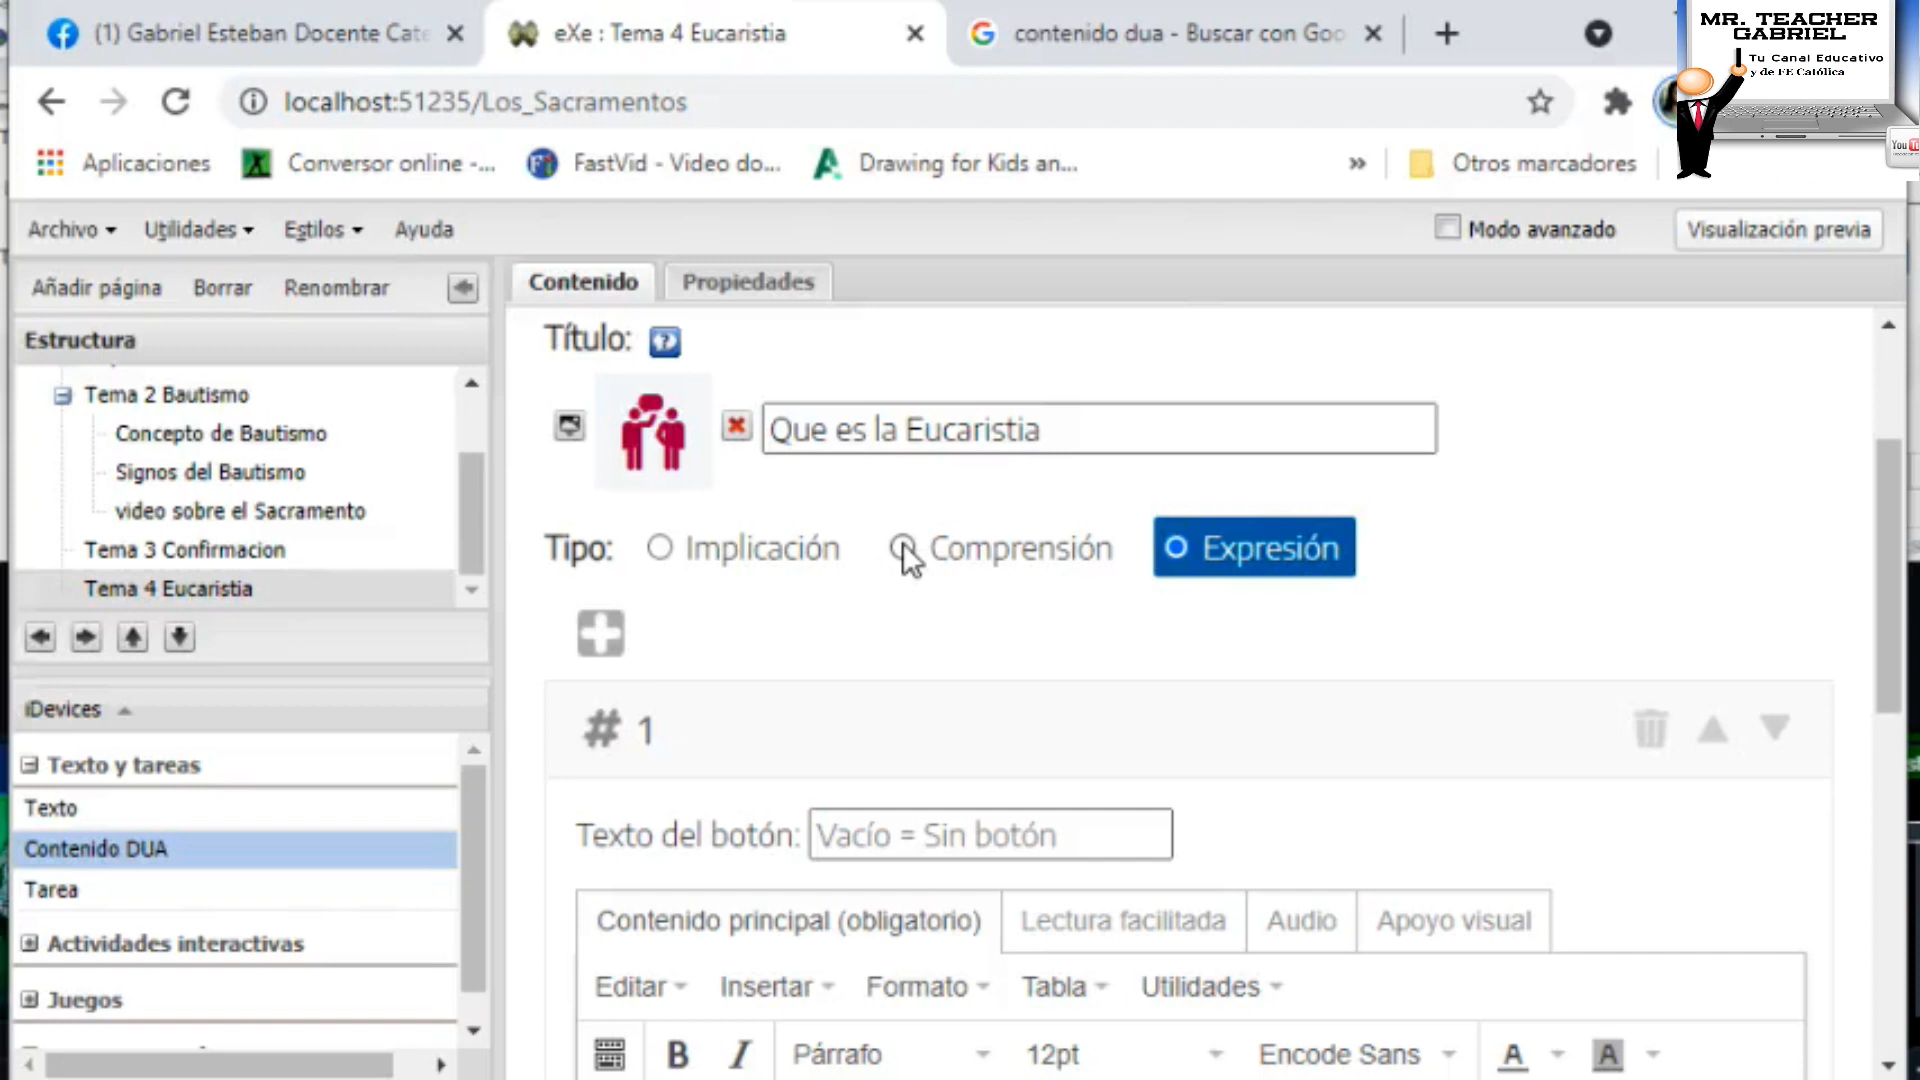 (1) Gabriel Esteban Docente Cate
eXe : Tema 4 Eucaristia
contenido dua - Buscar con Goo
MR. TEACHER
GABRIEL
Tu Canal Educativo
y de FE Católica
You
localhost:51235/Los_Sacramentos
Aplicaciones
Conversor online -...
FastVid - Video do...
Drawing for Kids an...
»
Otros marcadores
Archivo
Utilidades
Estilos
Ayuda
Modo avanzado
Visualización previa
Añadir página
Borrar
Renombrar
Contenido
Propiedades
Estructura
Tema 2 Bautismo
Concepto de Bautismo
Signos del Bautismo
video sobre el Sacramento
Tema 3 Confirmacion
Tema 4 Eucaristia
iDevices
Texto y tareas
Texto
Contenido DUA
Tarea
Actividades interactivas
Juegos
Título:
Que es la Eucaristia
Tipo:
Implicación
Comprensión
Expresión
# 1
Texto del botón:
Vacío = Sin botón
Contenido principal (obligatorio)
Lectura facilitada
Audio
Apoyo visual
Editar
Insertar
Formato
Tabla
Utilidades
B
I
Párrafo
12pt
Encode Sans
A
A